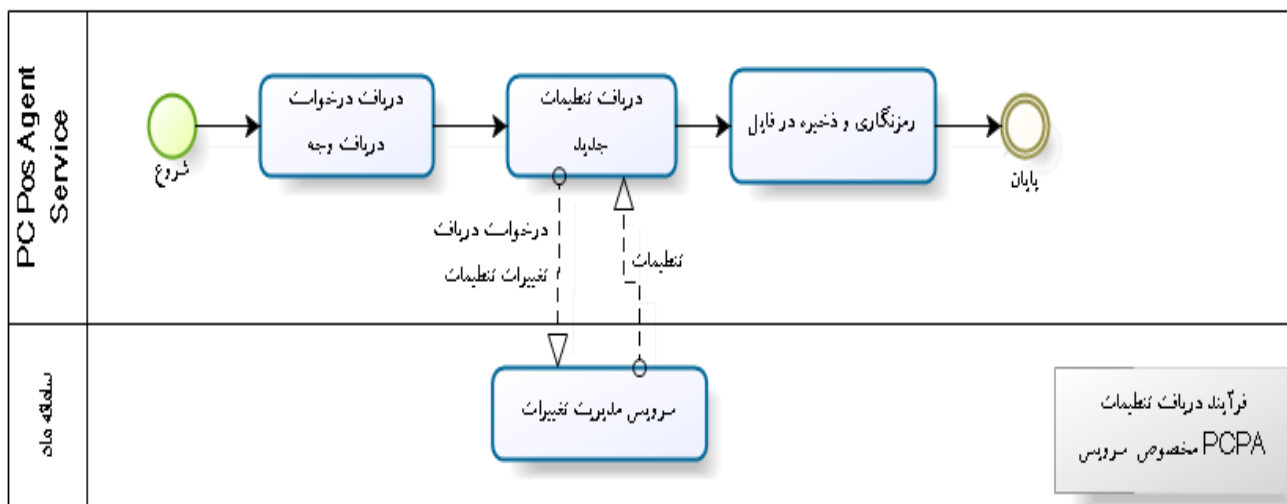 PC Pos Agent
Service
شروع
دریافت درخواست
دریافت وجه
دریافت تنظیمات
جدید
رمزنگاری و ذخیره در فایل
پایان
درخواست دریافت
تغییرات تنظیمات
تنظیمات
سامانه ماد
سرویس مدیریت تغییرات
فرآیند دریافت تنظیمات
مخصوص سرویس PCPA